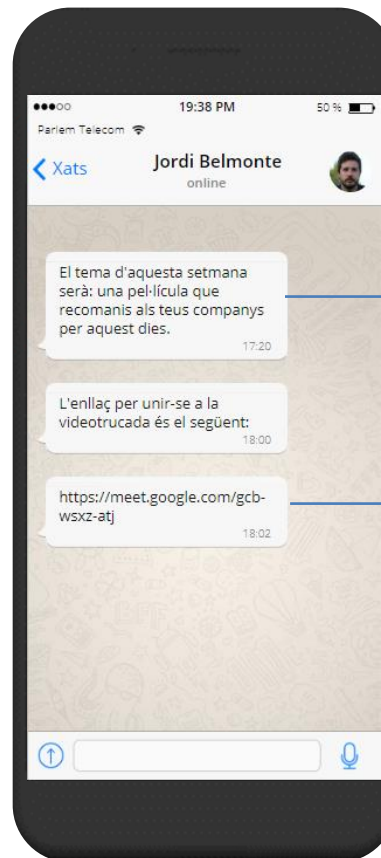 19:38 PM
50 %
Parlem Telecom
Xats
Jordi Belmonte
online
El tema d'aquesta setmana
serà: una pel·lícula que
recomanis als teus companys
per aquest dies.
17:20
L'enllaç per unir-se a la
videotrucada és el següent:
18:00
https://meet.google.com/gcb-
wsxz-atj
18:02